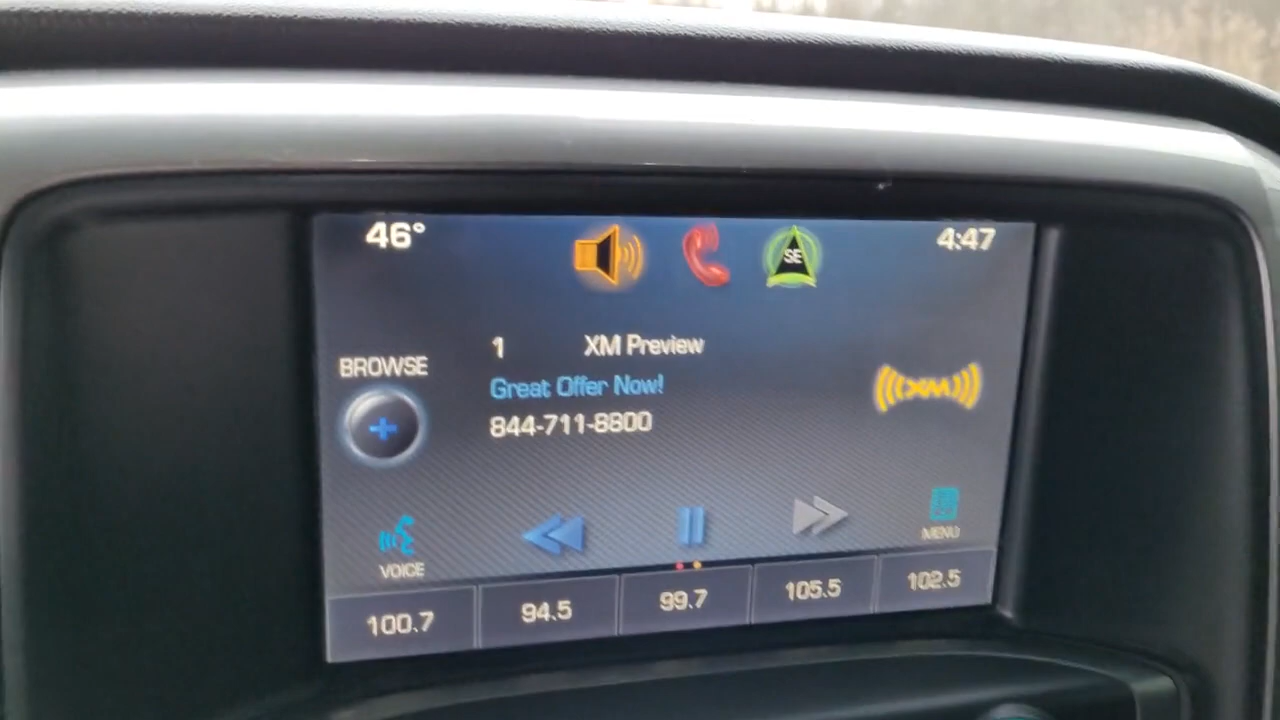 46°
SE
4:47
1 XM Preview
BROWSE
Great Offer Now!
844-711-8800
((XM))
VOICE
MENU
100.7
94.5
99.7
105.5
102.5